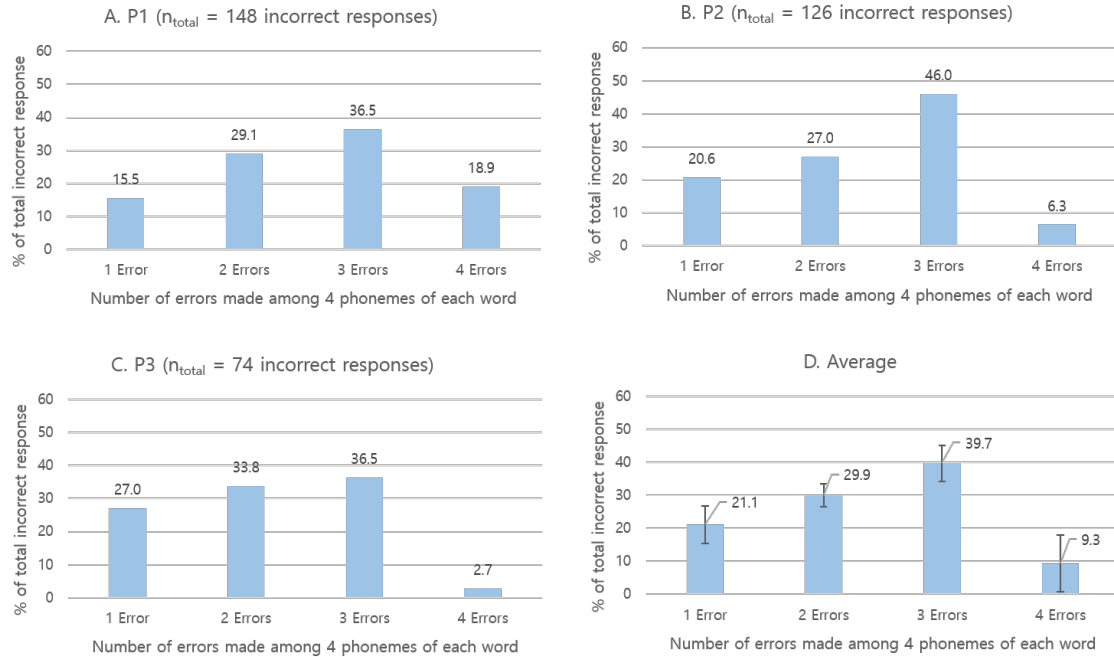 A. P1 (ntotal = 148 incorrect responses)
% of total incorrect response
60
50
40
30
20
10
0
15.5
29.1
36.5
18.9
1 Error
2 Errors
3 Errors
4 Errors
Number of errors made among 4 phonemes of each word
B. P2 (ntotal = 126 incorrect responses)
% of total incorrect response
60
50
40
30
20
10
0
20.6
27.0
46.0
6.3
1 Error
2 Errors
3 Errors
4 Errors
Number of errors made among 4 phonemes of each word
C. P3 (ntotal = 74 incorrect responses)
% of total incorrect response
60
50
40
30
20
10
0
27.0
33.8
36.5
2.7
1 Error
2 Errors
3 Errors
4 Errors
Number of errors made among 4 phonemes of each word
D. Average
% of total incorrect response
60
50
40
30
20
10
0
21.1
29.9
39.7
9.3
1 Error
2 Errors
3 Errors
4 Errors
Number of errors made among 4 phonemes of each word